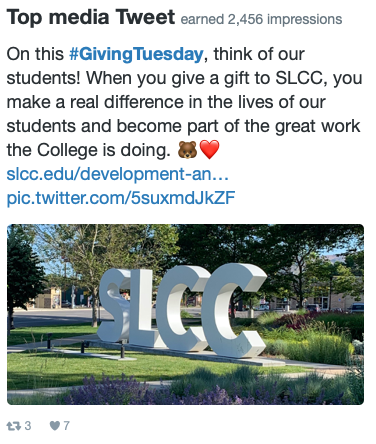 Top media Tweet earned 2,456 impressions
On this #GivingTuesday, think of our
students! When you give a gift to SLCC, you
make a real difference in the lives of our
students and become part of the great work
the College is doing. 🐻❤️
slcc.edu/development-an…
pic.twitter.com/5suxmdJkZF
SLCC
3 7